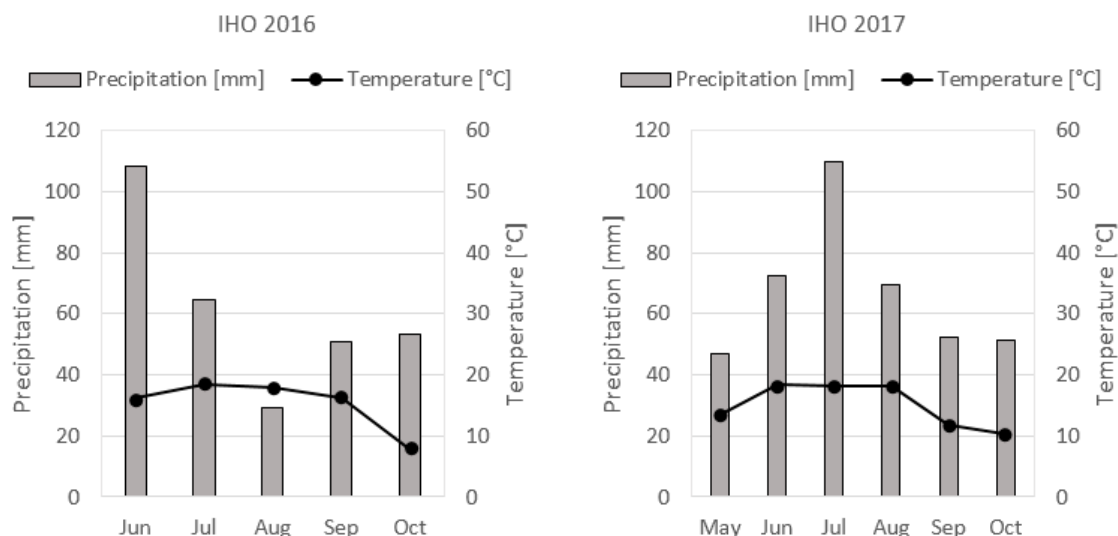 IHO 2016
Precipitation [mm] Temperature [°C]
120 60
100 50
80 40
60 30
40 20
20 10
0 0
Precipitation [mm]
Temperature [°C]
Jun Jul Aug Sep Oct
IHO 2017
Precipitation [mm] Temperature [°C]
120 60
100 50
80 40
60 30
40 20
20 10
0 0
Precipitation [mm]
Temperature [°C]
May Jun Jul Aug Sep Oct